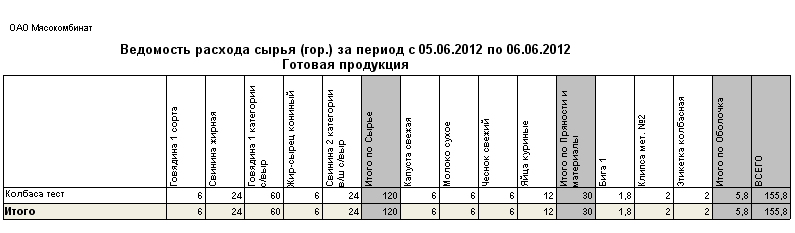 ОАО Мясокомбинат
Ведомость расхода сырья (гор.) за период с 05.06.2012 по 06.06.2012
Готовая продукция
Говядина 1 сорта
Свинина жирная
Говядина 1 категории
с/выр
Жир-сырец кониный
Свинина 2 категории
в/ш с/выр
Итого по Сырье
Капуста свежая
Молоко сухое
Чеснок свежий
Яйца куриные
Итого по Пряности и
материалы
Бига 1
Клипса мет. №2
Этикетка колбасная
Итого по Оболочка
ВСЕГО
Колбаса тест 6 24 60 6 24 120 6 6 6 12 30 1,8 2 2 5,8 155,8
Итого 6 24 60 6 24 120 6 6 6 12 30 1,8 2 2 5,8 155,8